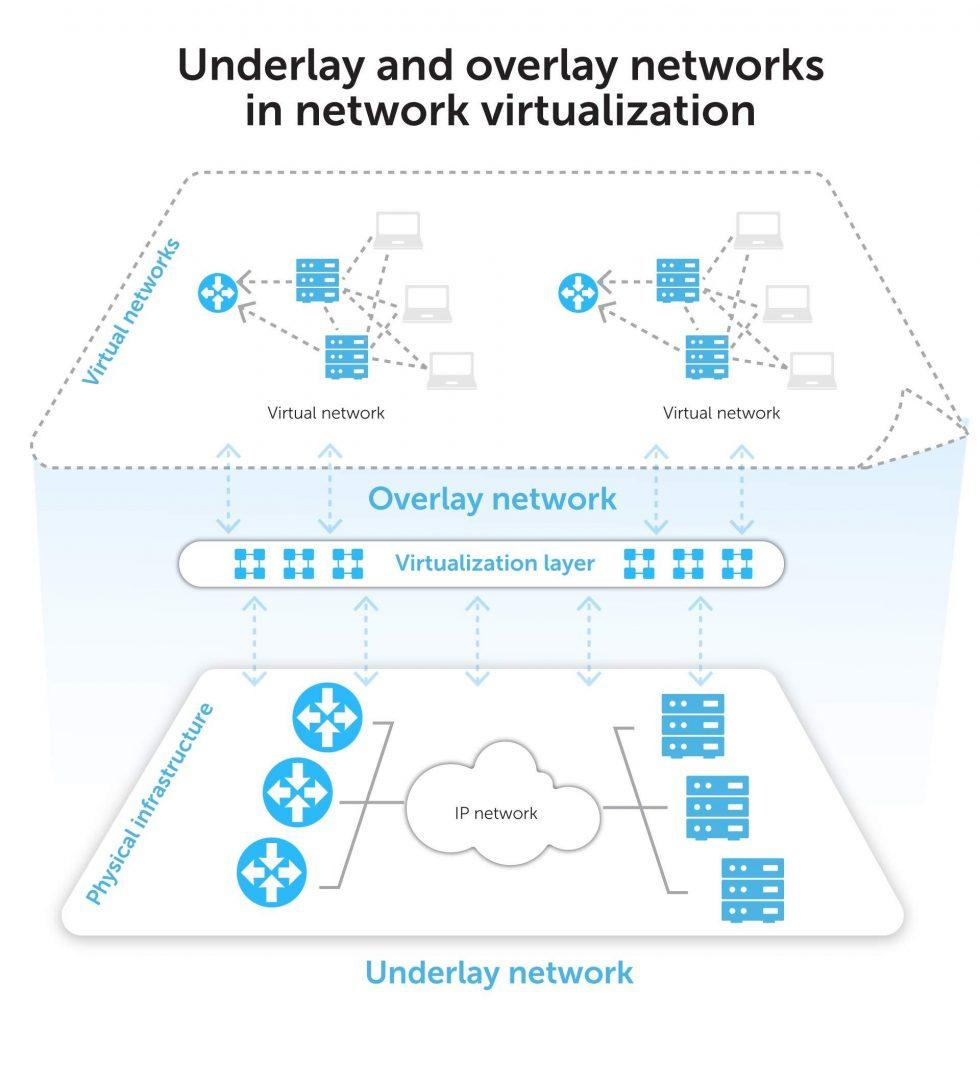 Underlay and overlay networks
in network virtualization
Virtual networks
Virtual network
Virtual network
Overlay network
Virtualization layer
Physical infrastructure
IP network
Underlay network